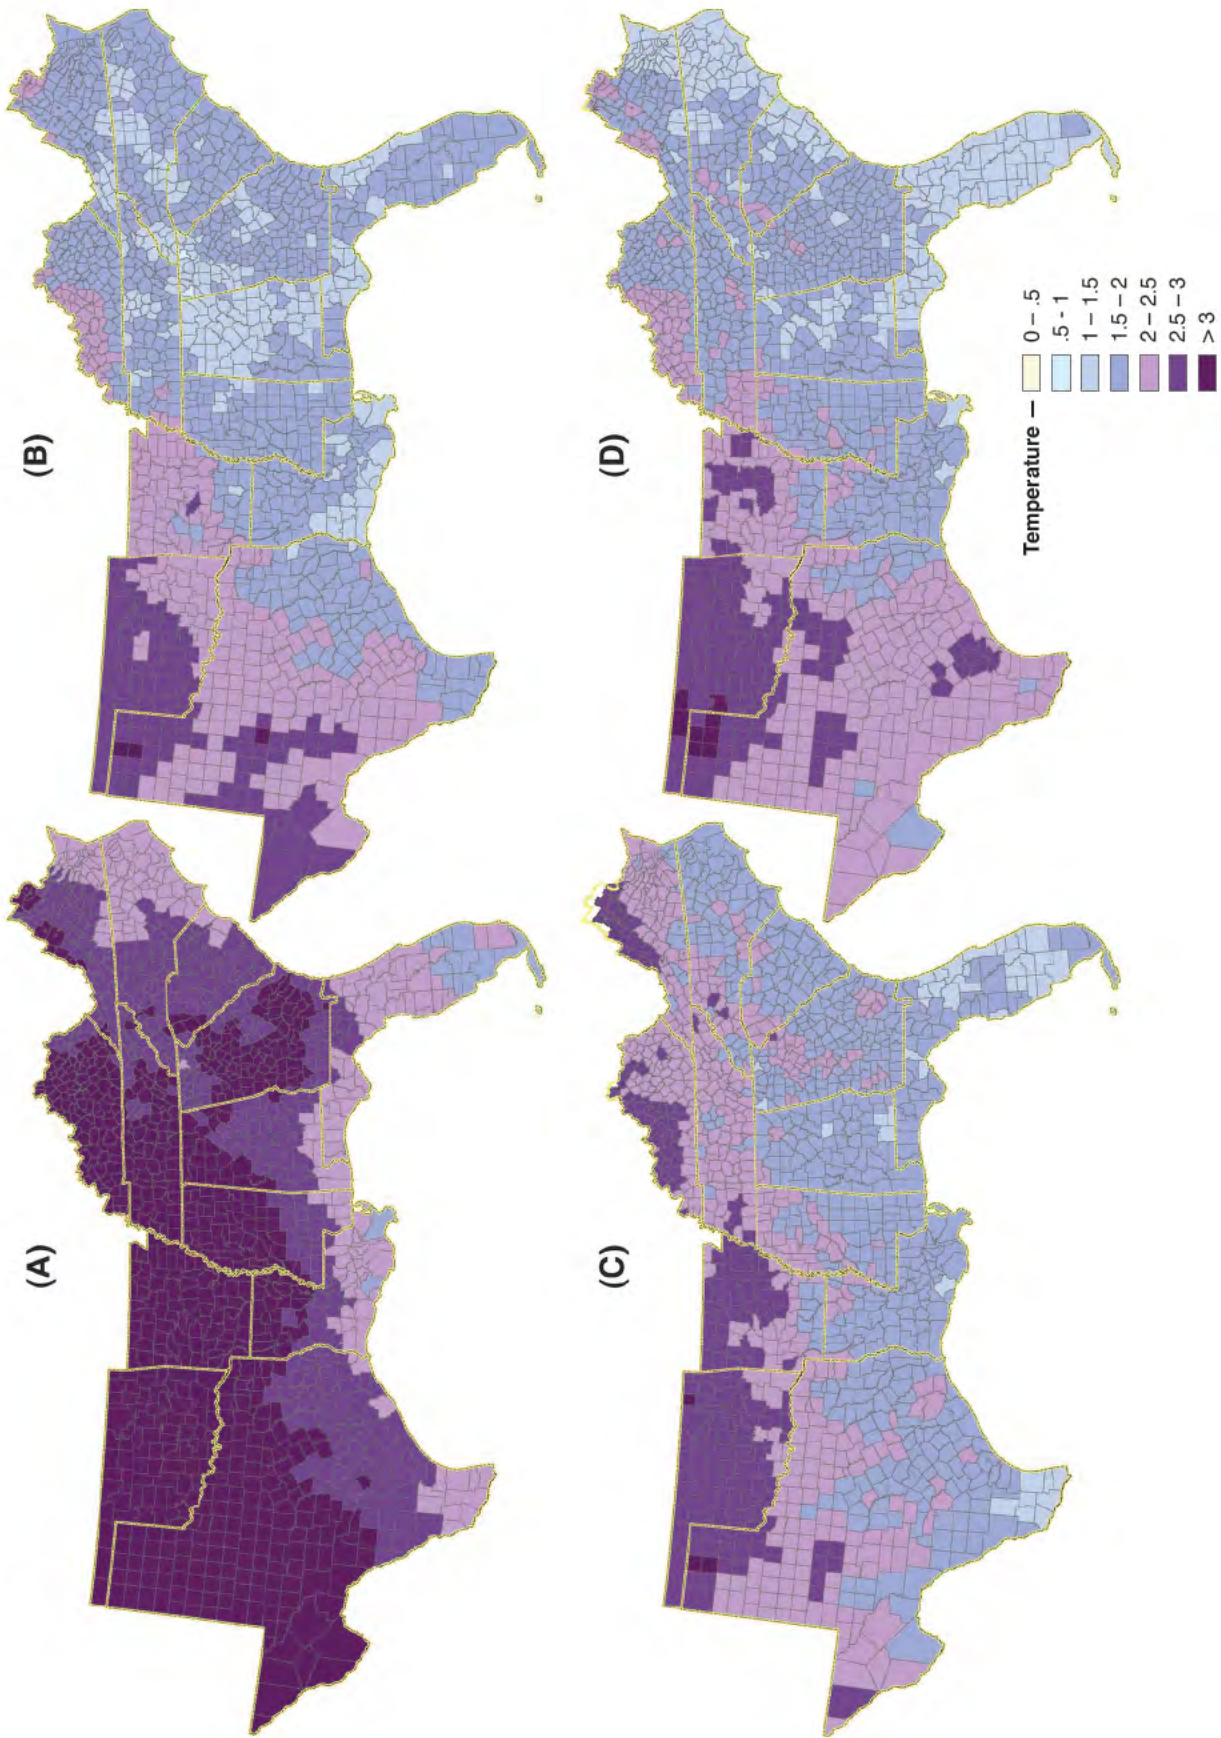 (A)
(B)
(C)
(D)
Temperature —
0 – .5
.5 - 1
1 – 1.5
1.5 – 2
2 – 2.5
2.5 – 3
> 3